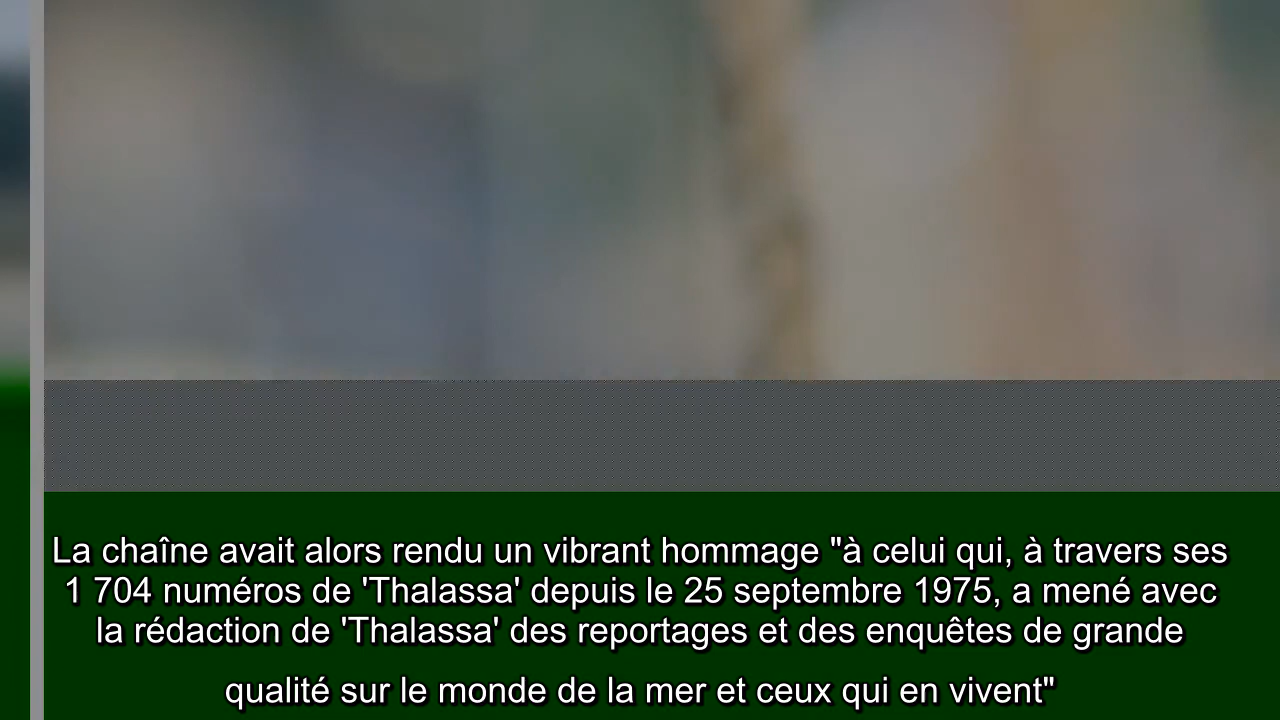 La chaîne avait alors rendu un vibrant hommage "à celui qui, à travers ses
1 704 numéros de 'Thalassa' depuis le 25 septembre 1975, a mené avec
la rédaction de 'Thalassa' des reportages et des enquêtes de grande
qualité sur le monde de la mer et ceux qui en vivent"